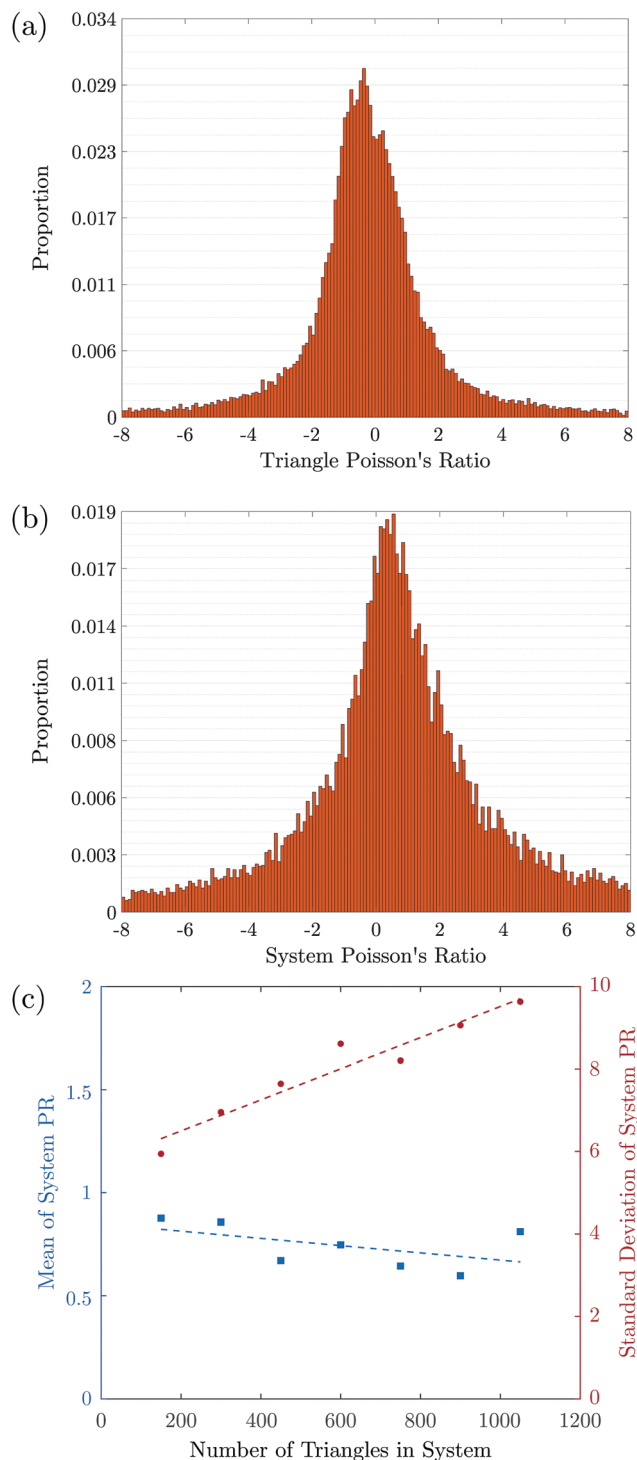 (a)
0.034
0.029
0.023
0.017
0.011
0.006
0
Proportion
-8 -6 -4 -2 0 2 4 6 8
Triangle Poisson's Ratio
(b)
0.019
0.017
0.014
0.011
0.008
0.006
0.003
0
Proportion
-8 -6 -4 -2 0 2 4 6 8
System Poisson's Ratio
(c)
2
1.5
1
0.5
0
Mean of System PR
10
8
6
4
2
0
Standard Deviation of System PR
0 200 400 600 800 1000 1200
Number of Triangles in System